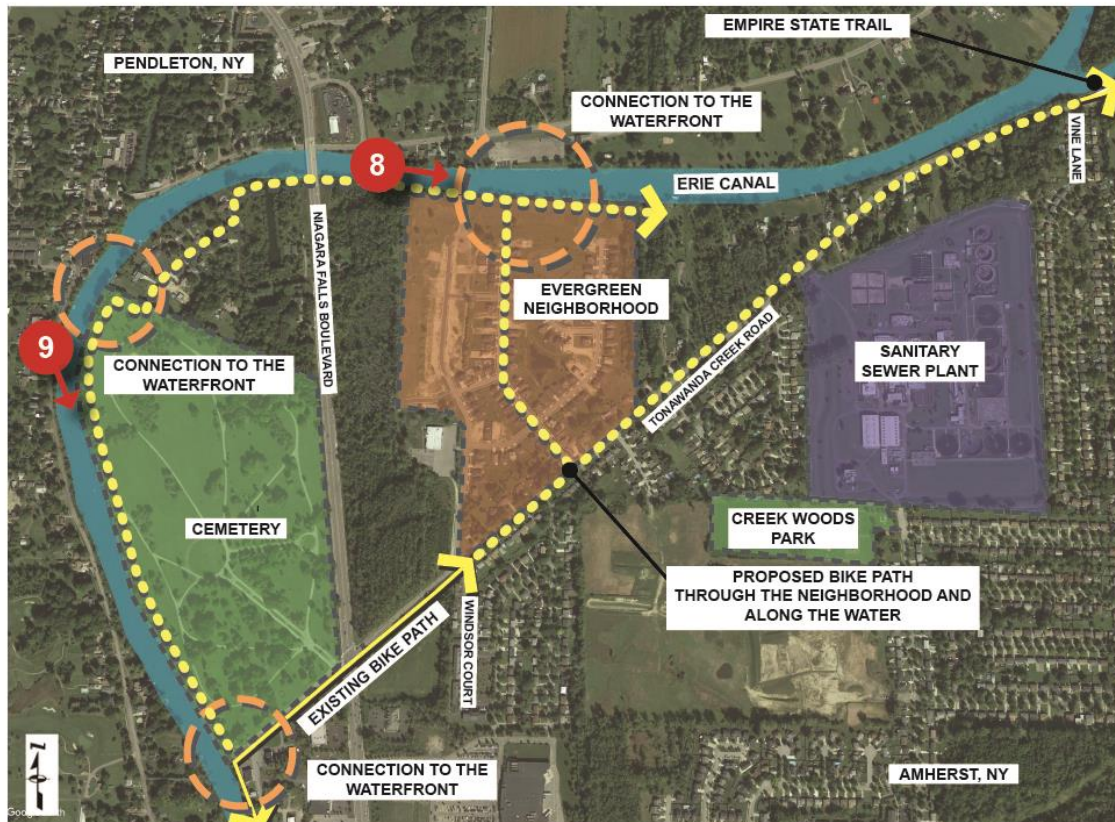 EMPIRE STATE TRAIL
PENDLETON, NY
CONNECTION TO THE
WATERFRONT
VINE LANE
8
ERIE CANAL
NIAGARA FALLS BOULEVARD
EVERGREEN
NEIGHBORHOOD
9
CONNECTION TO THE
WATERFRONT
TONAWANDA CREEK ROAD
SANITARY
SEWER PLANT
CEMETERY
CREEK WOODS
PARK
PROPOSED BIKE PATH
THROUGH THE NEIGHBORHOOD AND
ALONG THE WATER
WINDSOR COURT
EXISTING BIKE PATH
CONNECTION TO THE
WATERFRONT
AMHERST, NY
N